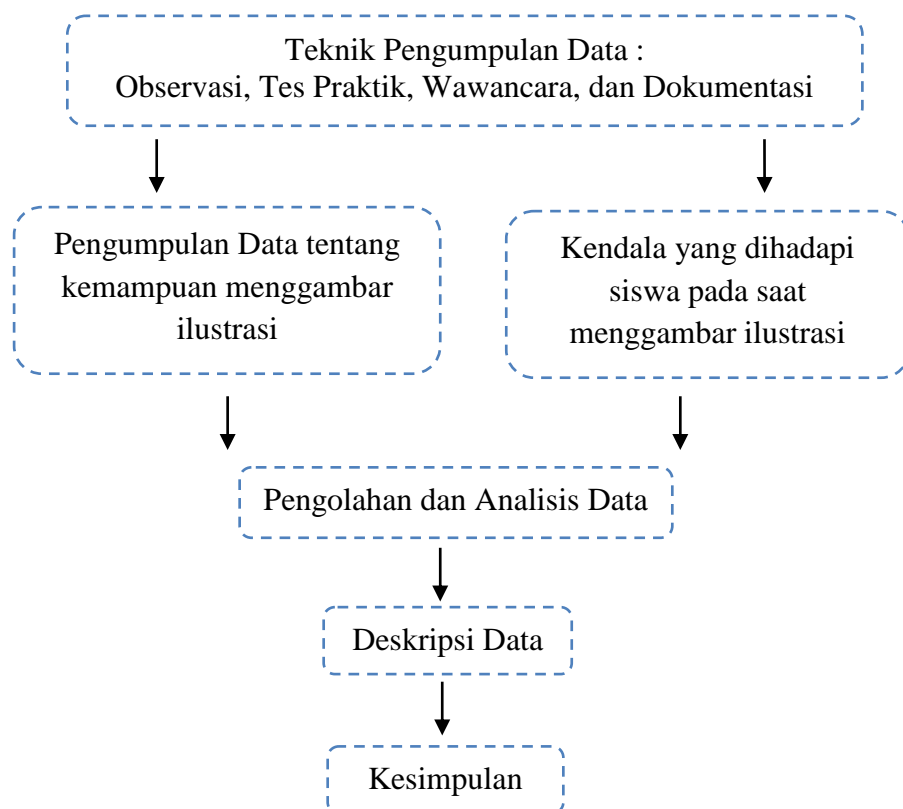 Teknik Pengumpulan Data :
Observasi, Tes Praktik, Wawancara, dan Dokumentasi
Pengumpulan Data tentang
kemampuan menggambar
ilustrasi
Kendala yang dihadapi
siswa pada saat
menggambar ilustrasi
Pengolahan dan Analisis Data
Deskripsi Data
Kesimpulan